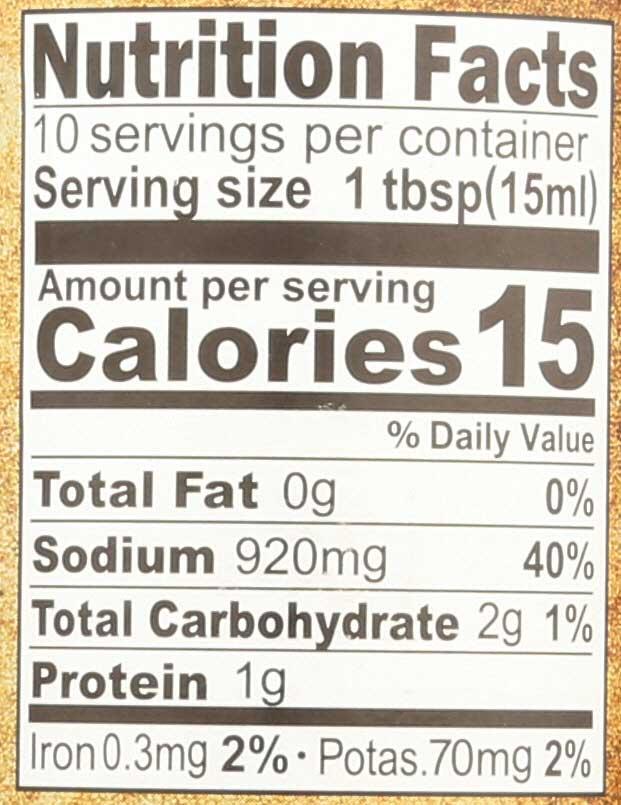 Nutrition Facts
10 servings per container
Serving size 1 tbsp(15ml)
Amount per serving
Calories 15
% Daily Value
Total Fat 0g 0%
Sodium 920mg 40%
Total Carbohydrate 2g 1%
Protein 1g
Iron 0.3mg 2% · Potas.70mg 2%